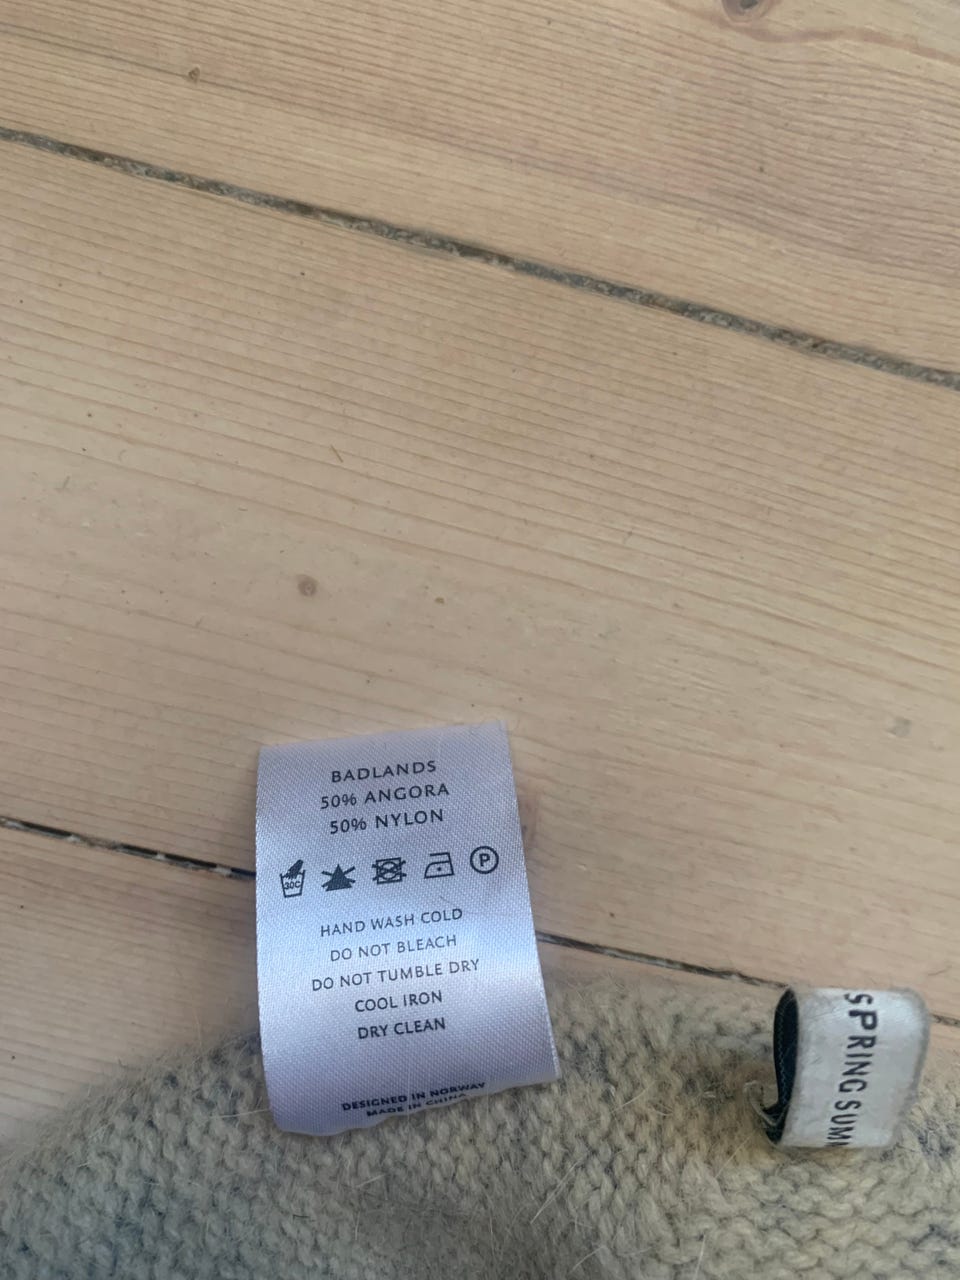 BADLANDS
50% ANGORA
50% NYLON
30C
P
HAND WASH COLD
DO NOT BLEACH
DO NOT TUMBLE DRY
COOL IRON
DRY CLEAN
DESIGNED IN NORWAY
MADE IN CHINA
SPRING SUMM